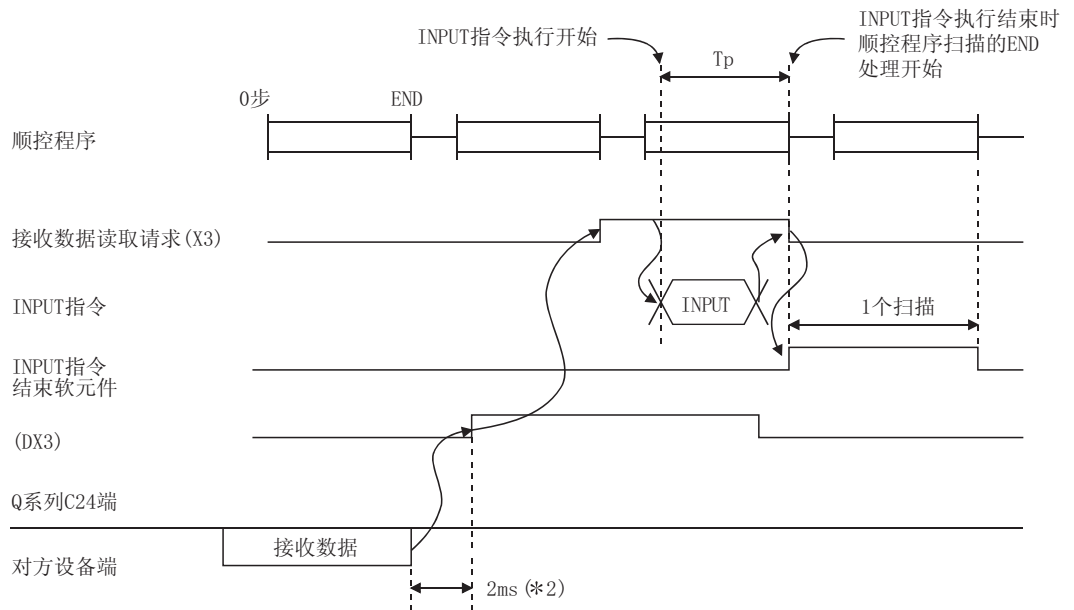 INPUT指令执行开始
INPUT指令执行结束时
顺控程序扫描的END
处理开始
Tp
0步
END
顺控程序
接收数据读取请求(X3)
INPUT指令
INPUT
1个扫描
INPUT指令
结束软元件
(DX3)
Q系列C24端
接收数据
对方设备端
2ms(*2)